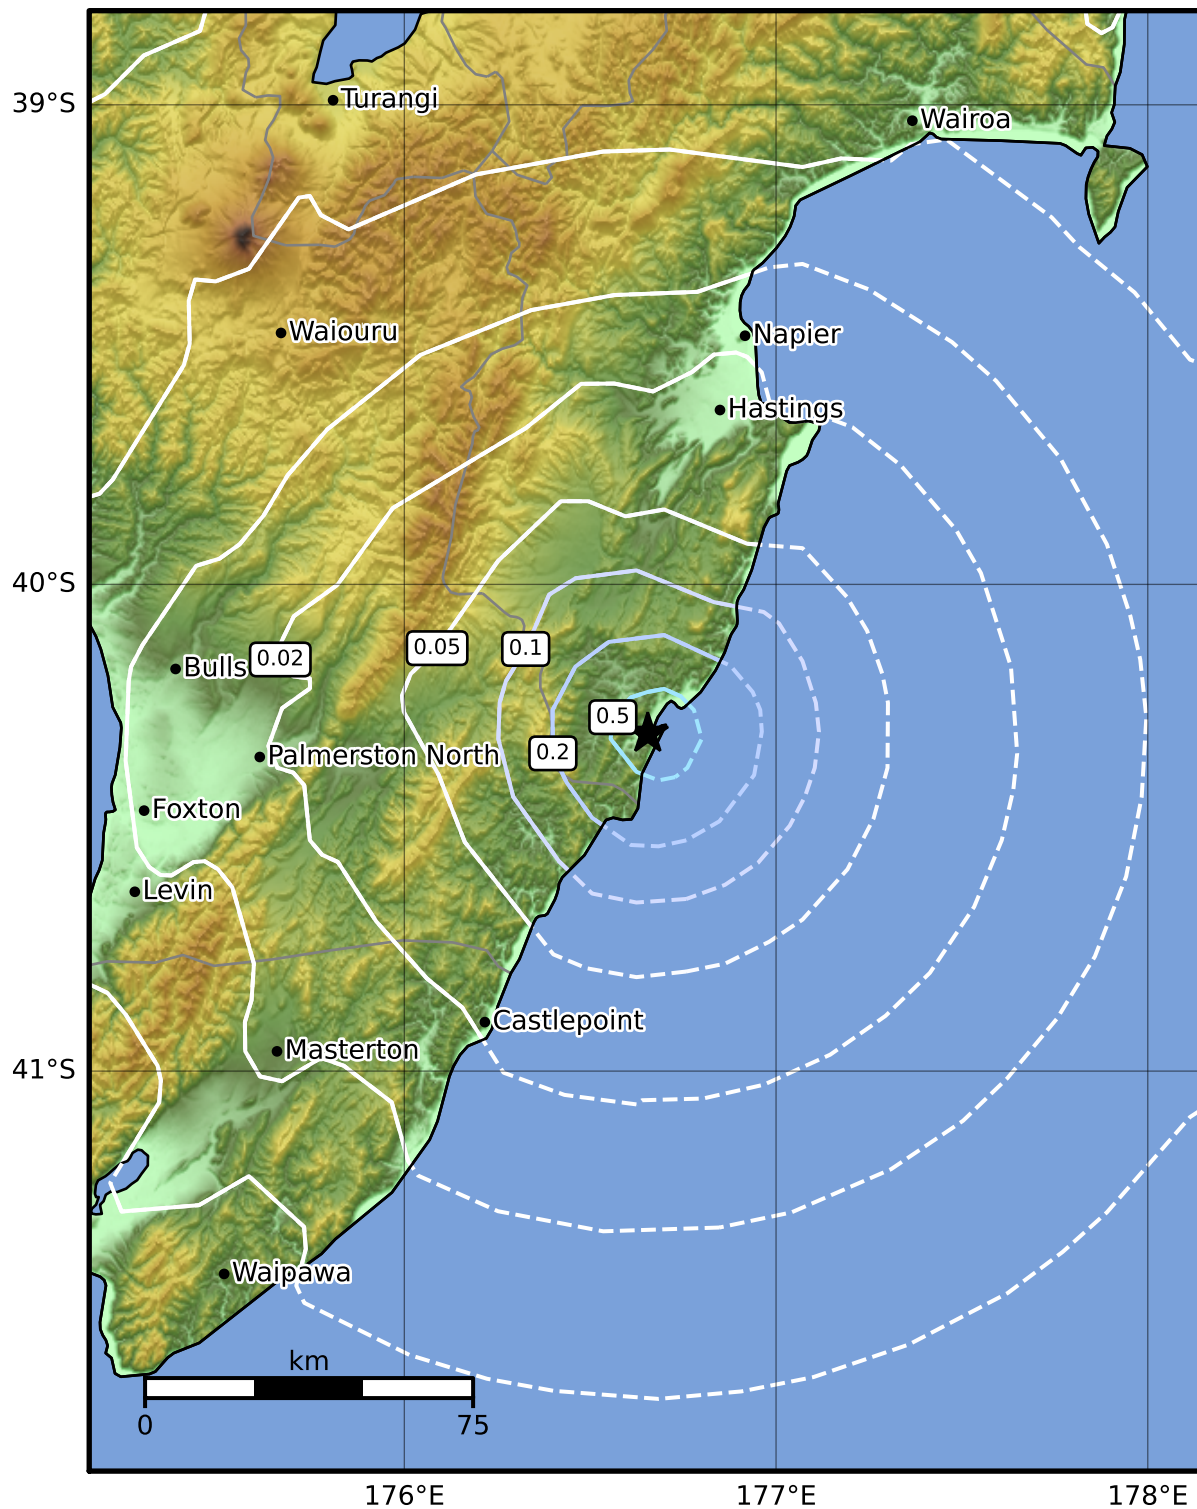 39°S
Turangi
Wairoa
Waiouru
Napier
Hastings
40°S
0.02
0.05
0.1
Bulls
0.5
0.2
Palmerston North
Foxton
Levin
Castlepoint
Masterton
41°S
Waipawa
km
0
75
176°E
177°E
178°E